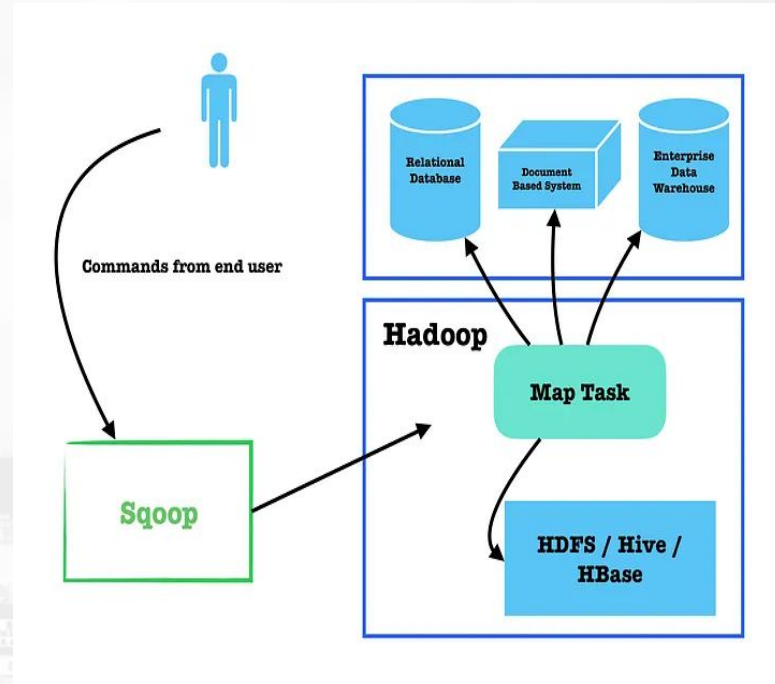 Relational
Database
Document
Based System
Enterprise
Data
Warehouse
Commands from end user
Hadoop
Map Task
Sqoop
HDFS / Hive /
HBase